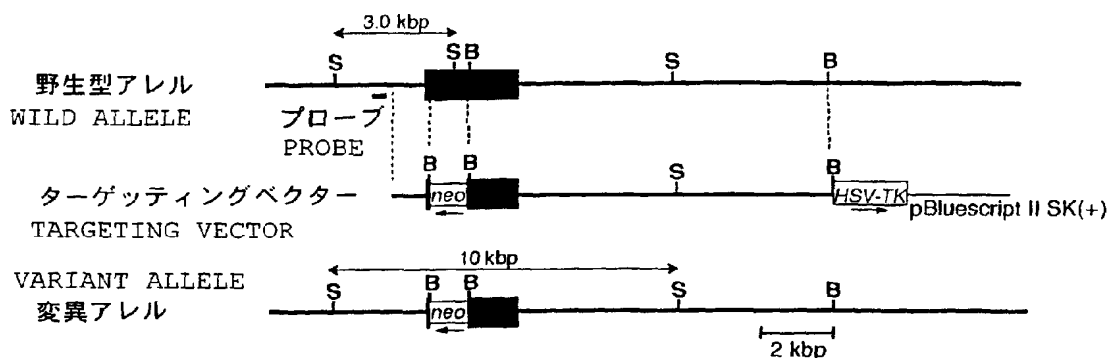 3.0 kbp
S S B S B
野生型アレル
WILD ALLELE
プローブ
PROBE
B B S B
ターゲッティングベクター
neo
HSV-TK
pBluescript II SK(+)
TARGETING VECTOR
VARIANT ALLELE
10 kbp
S B B S B
変異アレル
neo
2 kbp